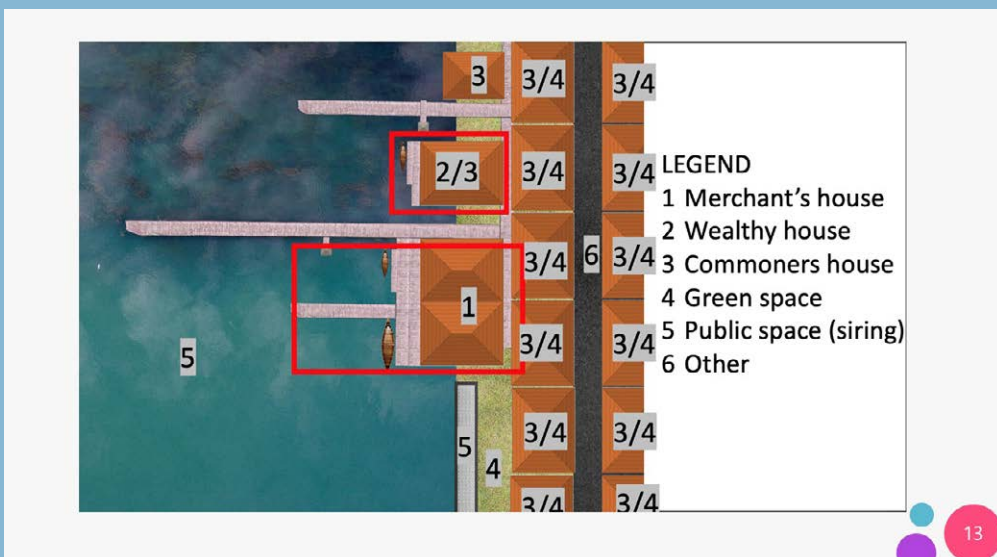 3
3/4
3/4
2/3
3/4
3/4
3/4
6
3/4
1
3/4
3/4
5
3/4
3/4
5
4
3/4
3/4
LEGEND
1 Merchant’s house
2 Wealthy house
3 Commoners house
4 Green space
5 Public space (siring)
6 Other
13